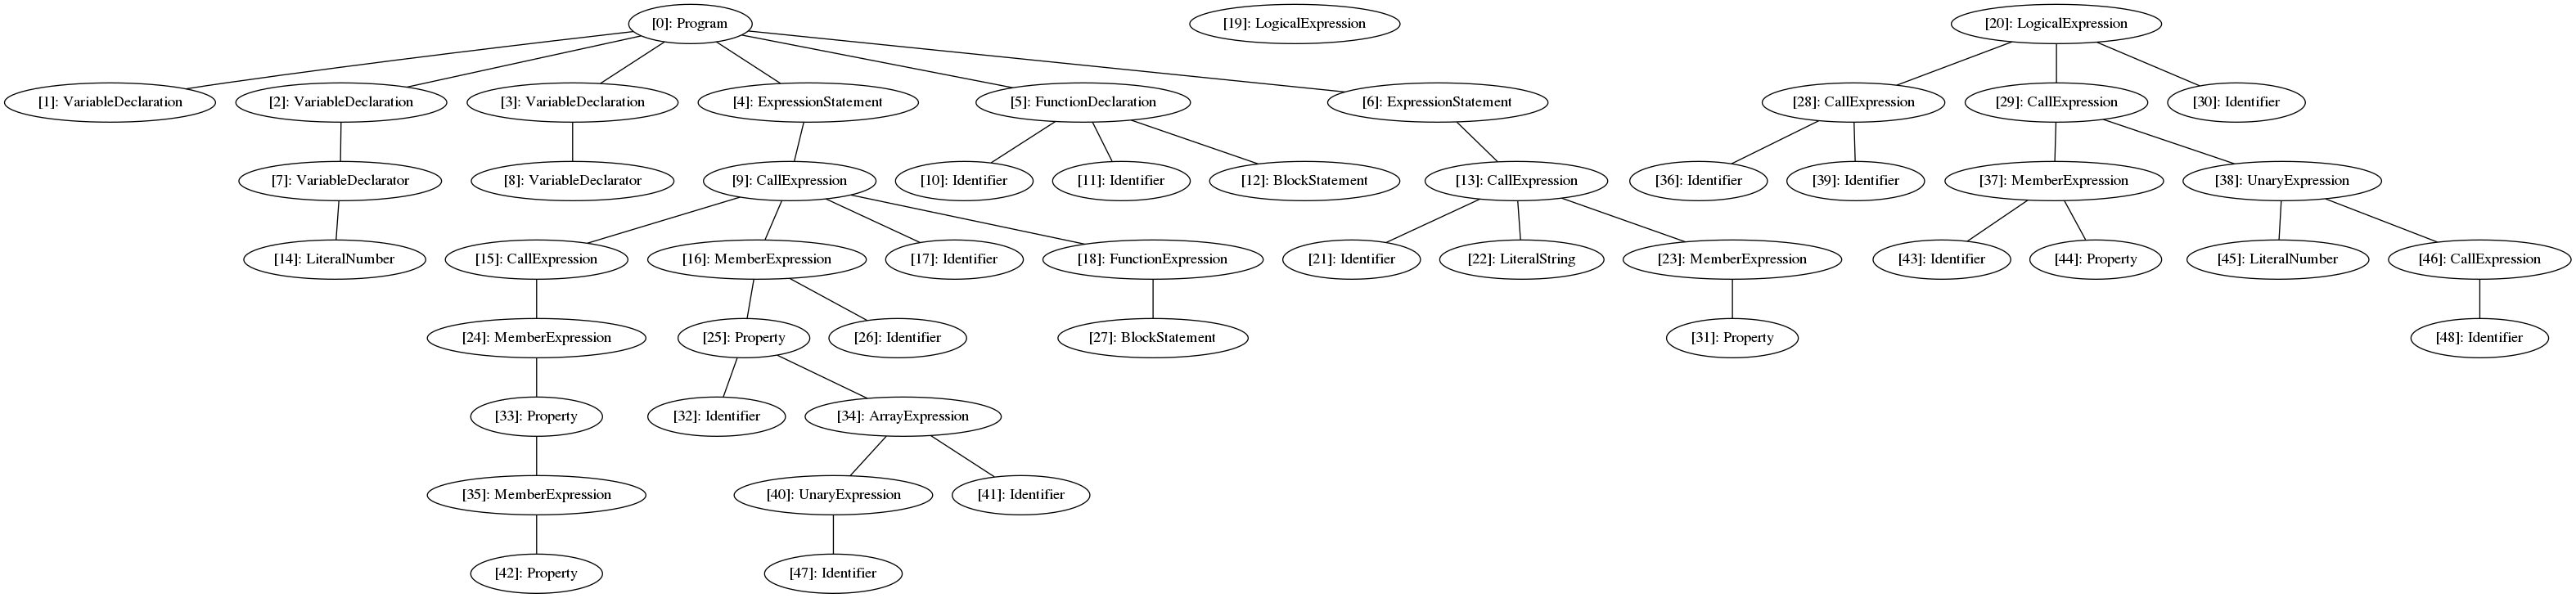 [0]: Program
[19]: LogicalExpression
[20]: LogicalExpression
[1]: VariableDeclaration
[2]: VariableDeclaration
[3]: VariableDeclaration
[4]: ExpressionStatement
[5]: FunctionDeclaration
[6]: ExpressionStatement
[28]: CallExpression
[29]: CallExpression
[30]: Identifier
[7]: VariableDeclarator
[8]: VariableDeclarator
[9]: CallExpression
[10]: Identifier
[11]: Identifier
[12]: BlockStatement
[13]: CallExpression
[36]: Identifier
[39]: Identifier
[37]: MemberExpression
[38]: UnaryExpression
[14]: LiteralNumber
[15]: CallExpression
[16]: MemberExpression
[17]: Identifier
[18]: FunctionExpression
[21]: Identifier
[22]: LiteralString
[23]: MemberExpression
[43]: Identifier
[44]: Property
[45]: LiteralNumber
[46]: CallExpression
[24]: MemberExpression
[25]: Property
[26]: Identifier
[27]: BlockStatement
[31]: Property
[48]: Identifier
[33]: Property
[32]: Identifier
[34]: ArrayExpression
[35]: MemberExpression
[40]: UnaryExpression
[41]: Identifier
[42]: Property
[47]: Identifier